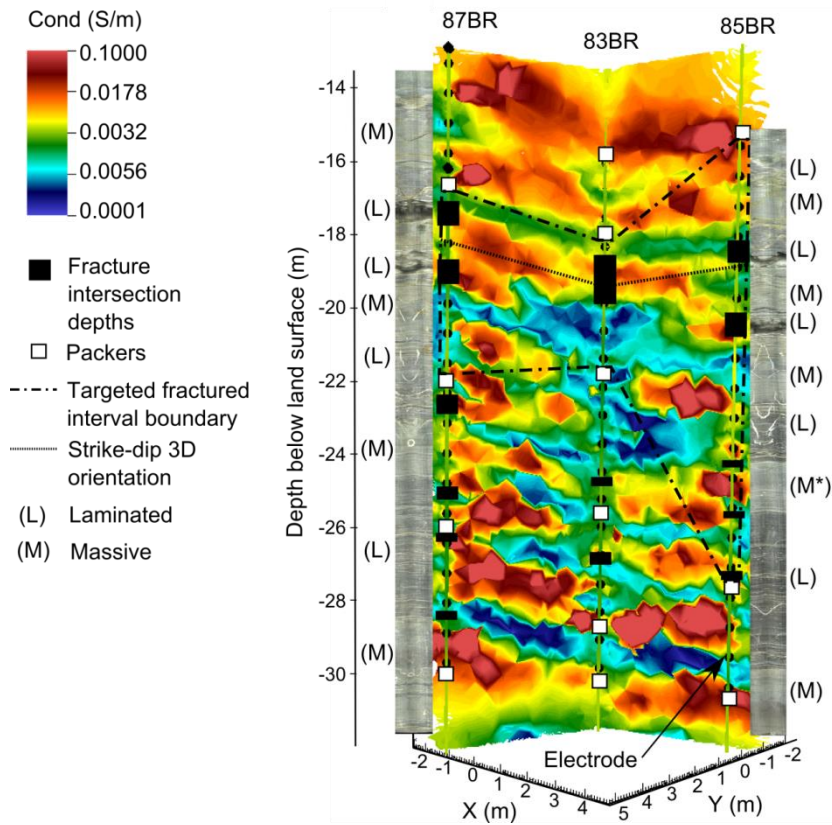 Cond (S/m)
0.1000
0.0178
0.0032
0.0056
0.0001
Fracture
intersection
depths
Packers
Targeted fractured
interval boundary
Strike-dip 3D
orientation
(L) Laminated
(M) Massive
87BR
83BR
85BR
Depth below land surface (m)
-14
-16
-18
-20
-22
-24
-26
-28
-30
(M)
(L)
(L)
(M)
(L)
(M)
(L)
(M)
(L)
(M)
(L)
(M)
(L)
(M)
(L)
(M*)
(L)
(M)
Electrode
-2 -1 0 1 2 3 4
X (m)
5 4 3 2 1 0 -1 -2
Y (m)